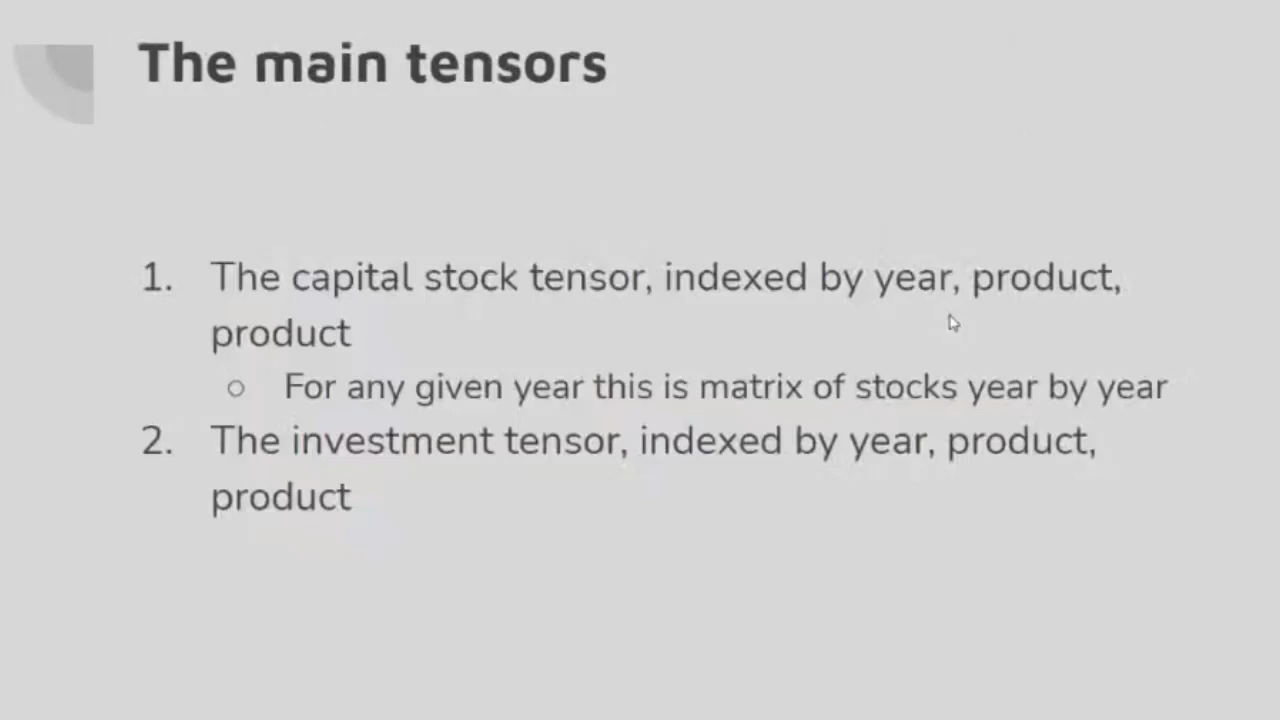 The main tensors
1. The capital stock tensor, indexed by year, product,
product
○ For any given year this is matrix of stocks year by year
2. The investment tensor, indexed by year, product,
product